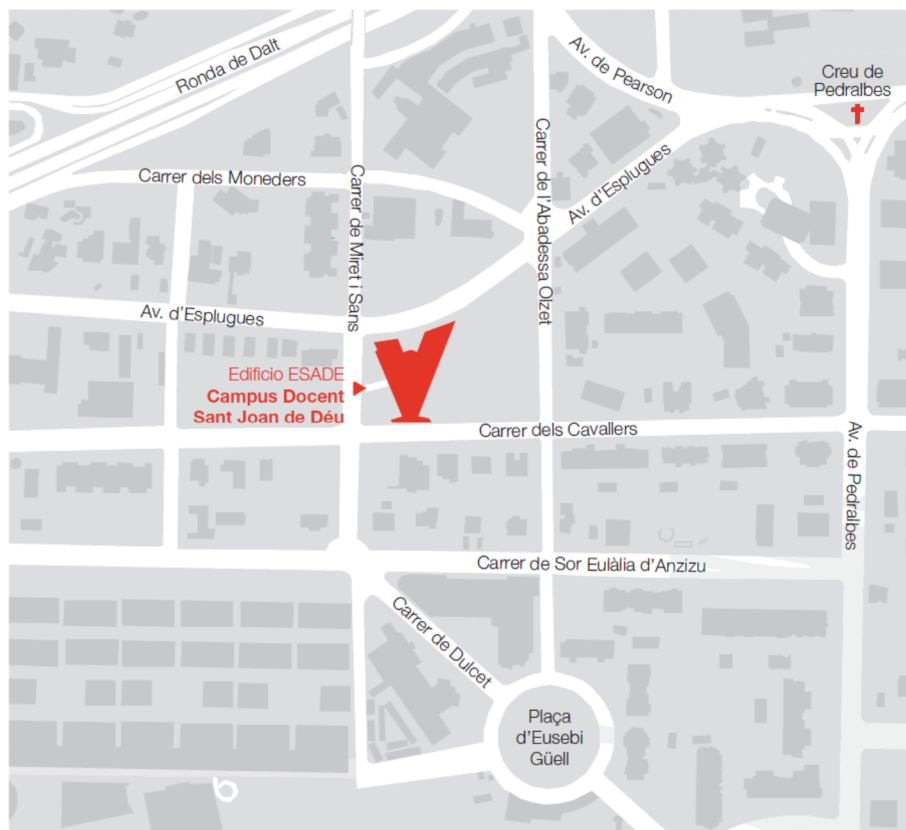 Ronda de Dalt
Av. de Pearson
Creu de
Pedralbes
Carrer dels Moneders
Carrer de Miret i Sans
Carrer de l'Abadessa Olzet
Av. d'Esplugues
Av. d'Esplugues
Edificio ESADE
Campus Docent
Sant Joan de Déu
Carrer dels Cavallers
Av. de Pedralbes
Carrer de Sor Eulàlia d'Anzizu
Carrer de Dulcet
Plaça
d'Eusebi
Güell